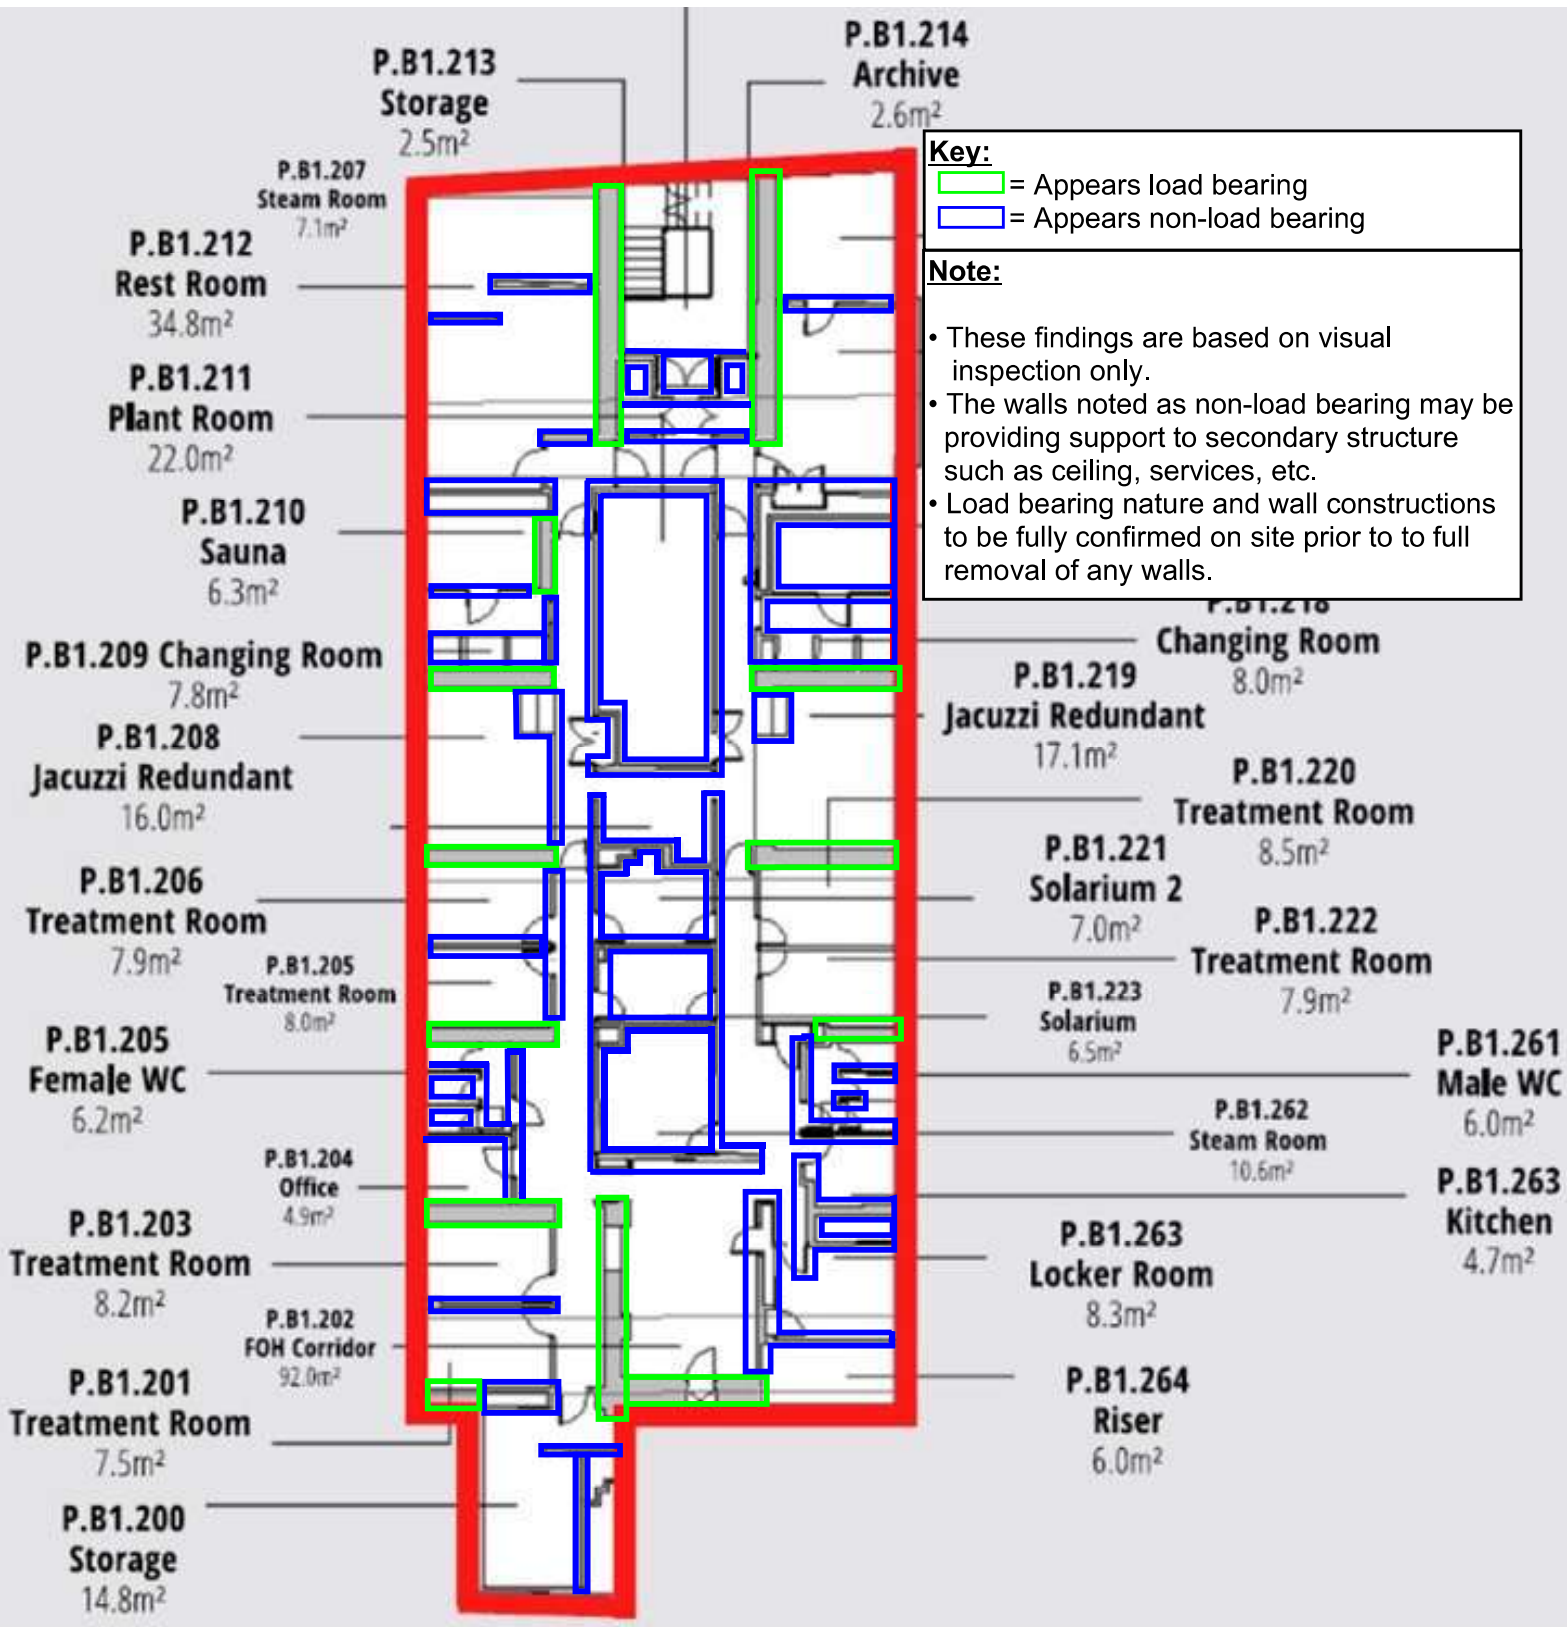 P.B1.214
Archive
2.6m²
P.B1.213
Storage
2.5m²
P.B1.207
Steam Room
7.1m²
P.B1.212
Rest Room
34.8m²
P.B1.211
Plant Room
22.0m²
P.B1.210
Sauna
6.3m²
P.B1.209 Changing Room
7.8m²
P.B1.208
Jacuzzi Redundant
16.0m²
P.B1.206
Treatment Room
7.9m²
P.B1.205
Treatment Room
8.0m²
P.B1.205
Female WC
6.2m²
P.B1.204
Office
4.9m²
P.B1.203
Treatment Room
8.2m²
P.B1.202
FOH Corridor
92.0m²
P.B1.201
Treatment Room
7.5m²
P.B1.200
Storage
14.8m²
Key:
= Appears load bearing
= Appears non-load bearing
Note:
• These findings are based on visual
inspection only.
• The walls noted as non-load bearing may be
providing support to secondary structure
such as ceiling, services, etc.
• Load bearing nature and wall constructions
to be fully confirmed on site prior to to full
removal of any walls.
P.B1.218
Changing Room
8.0m²
P.B1.219
Jacuzzi Redundant
17.1m²
P.B1.220
Treatment Room
8.5m²
P.B1.221
Solarium 2
7.0m²
P.B1.222
Treatment Room
7.9m²
P.B1.223
Solarium
6.5m²
P.B1.261
Male WC
6.0m²
P.B1.262
Steam Room
10.6m²
P.B1.263
Kitchen
4.7m²
P.B1.263
Locker Room
8.3m²
P.B1.264
Riser
6.0m²